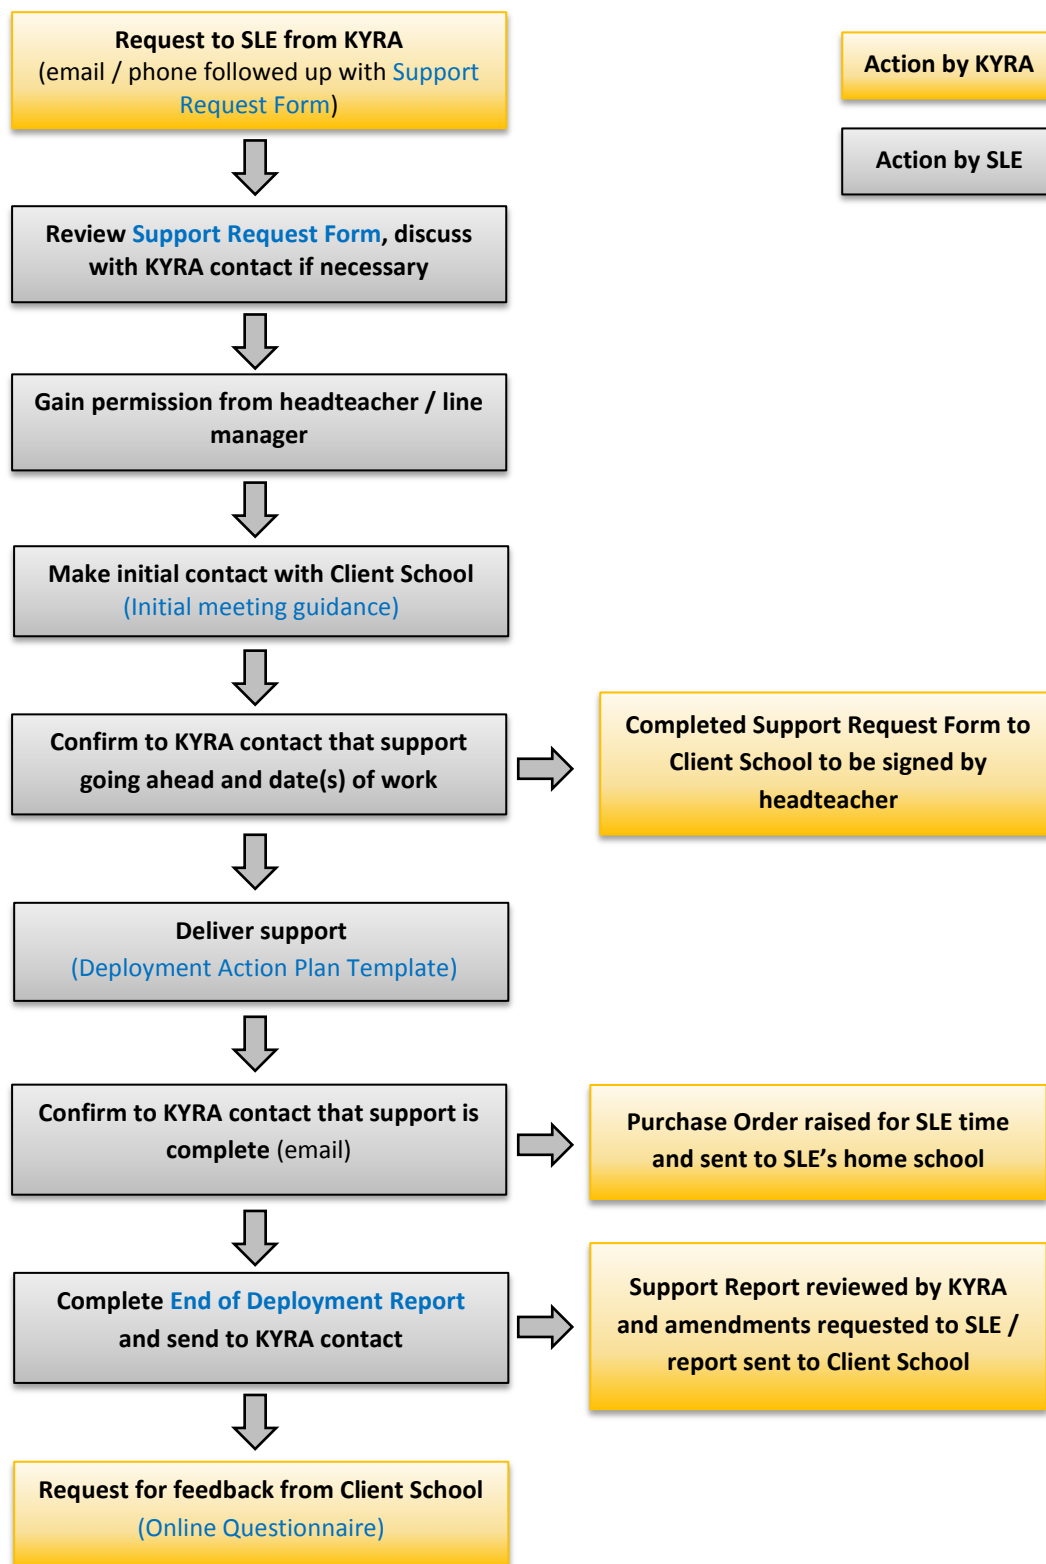 Request to SLE from KYRA
(email / phone followed up with Support
Request Form)
Action by KYRA
Action by SLE
Review Support Request Form, discuss
with KYRA contact if necessary
Gain permission from headteacher / line
manager
Make initial contact with Client School
(Initial meeting guidance)
Confirm to KYRA contact that support
going ahead and date(s) of work
Completed Support Request Form to
Client School to be signed by
headteacher
Deliver support
(Deployment Action Plan Template)
Confirm to KYRA contact that support is
complete (email)
Purchase Order raised for SLE time
and sent to SLE’s home school
Complete End of Deployment Report
and send to KYRA contact
Support Report reviewed by KYRA
and amendments requested to SLE /
report sent to Client School
Request for feedback from Client School
(Online Questionnaire)